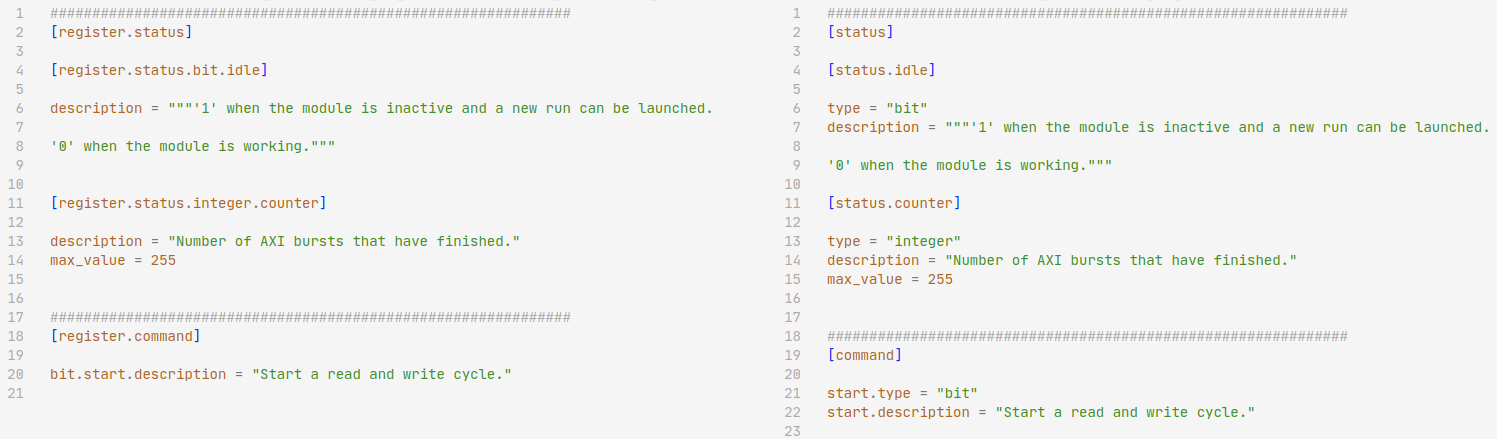 1 ##############################################################
2 [register.status]
3
4 [register.status.bit.idle]
5
6 description = """'1' when the module is inactive and a new run can be launched.
7
8 '0' when the module is working."""
9
10
11 [register.status.integer.counter]
12
13 description = "Number of AXI bursts that have finished."
14 max_value = 255
15
16
17 ##############################################################
18 [register.command]
19
20 bit.start.description = "Start a read and write cycle."
21
1 ##############################################################
2 [status]
3
4 [status.idle]
5
6 type = "bit"
7 description = """'1' when the module is inactive and a new run can be launched.
8
9 '0' when the module is working."""
10
11 [status.counter]
12
13 type = "integer"
14 description = "Number of AXI bursts that have finished."
15 max_value = 255
16
17
18 ##############################################################
19 [command]
20
21 start.type = "bit"
22 start.description = "Start a read and write cycle."
23